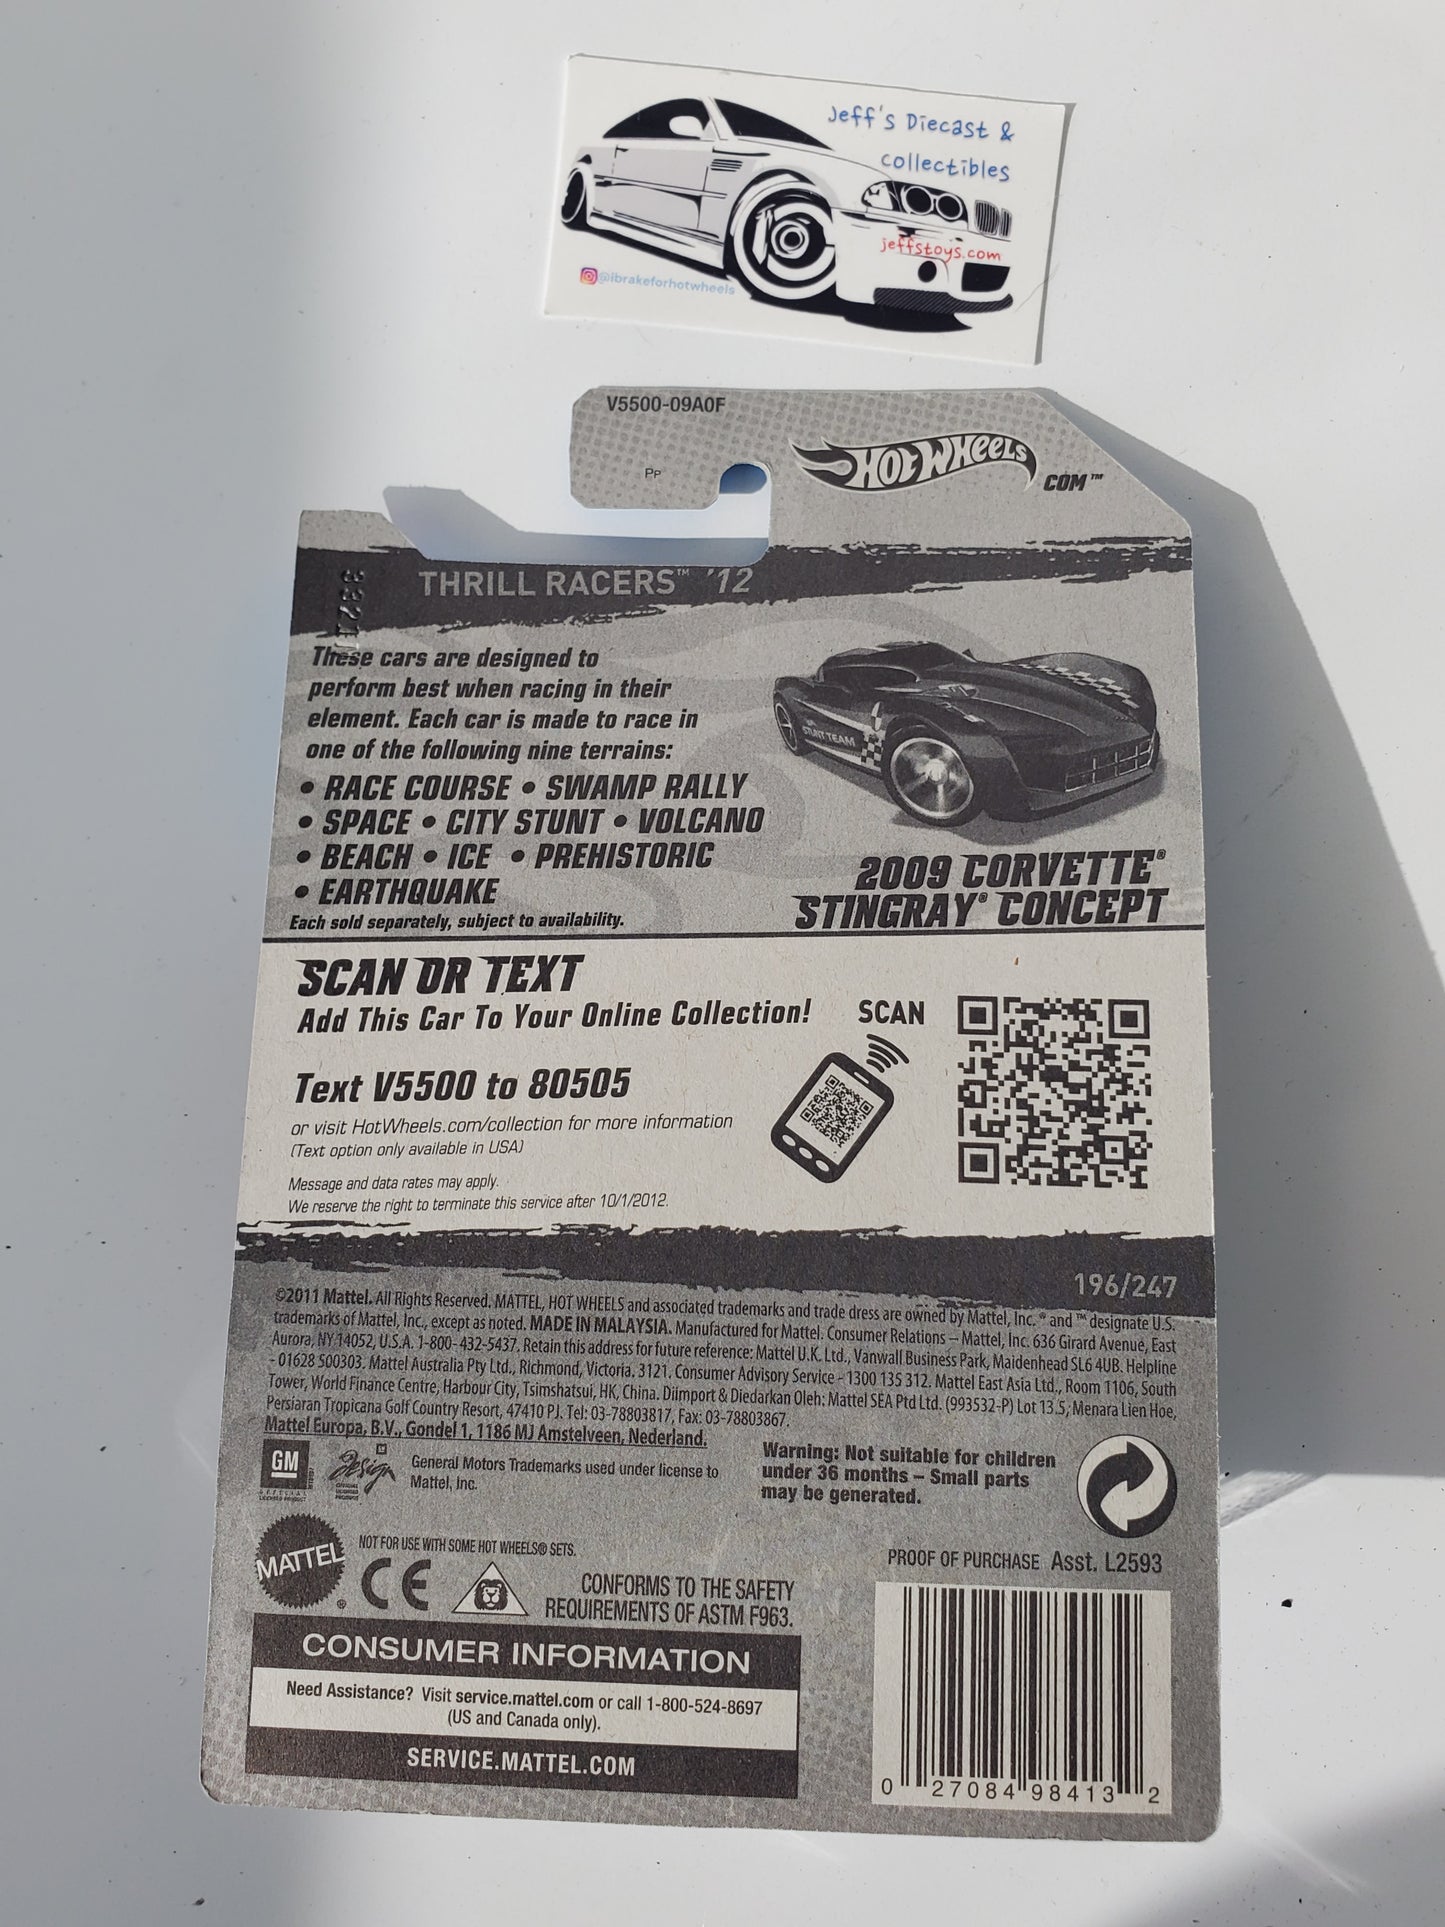 Jeff's Diecast &
collectibles
jeffstoys.com
@ibrakeforhotwheels
V5500-09A0F
Pp
HOT WHEELS
COM™
THRILL RACERS™ '12
These cars are designed to
perform best when racing in their
element. Each car is made to race in
one of the following nine terrains:
• RACE COURSE • SWAMP RALLY
• SPACE • CITY STUNT • VOLCANO
• BEACH • ICE • PREHISTORIC
• EARTHQUAKE
Each sold separately, subject to availability.
STUNT TEAM
2009 CORVETTE®
STINGRAY® CONCEPT
SCAN OR TEXT
Add This Car To Your Online Collection!
SCAN
Text V5500 to 80505
or visit HotWheels.com/collection for more information
(Text option only available in USA)
Message and data rates may apply.
We reserve the right to terminate this service after 10/1/2012.
196/247
©2011 Mattel. All Rights Reserved. MATTEL, HOT WHEELS and associated trademarks and trade dress are owned by Mattel, Inc. ® and ™ designate U.S.
trademarks of Mattel, Inc., except as noted. MADE IN MALAYSIA. Manufactured for Mattel. Consumer Relations – Mattel, Inc. 636 Girard Avenue, East
Aurora, NY 14052, U.S.A. 1-800-432-5437. Retain this address for future reference: Mattel U.K. Ltd., Vanwall Business Park, Maidenhead SL6 4UB. Helpline
- 01628 500303. Mattel Australia Pty Ltd., Richmond, Victoria. 3121. Consumer Advisory Service - 1300 135 312. Mattel East Asia Ltd., Room 1106, South
Tower, World Finance Centre, Harbour City, Tsimshatsui, HK, China. Diimport & Diedarkan Oleh: Mattel SEA Ptd Ltd. (993532-P) Lot 13.5, Menara Lien Hoe,
Persiaran Tropicana Golf Country Resort, 47410 PJ. Tel: 03-78803817, Fax: 03-78803867.
Mattel Europa, B.V., Gondel 1, 1186 MJ Amstelveen, Nederland.
GM
Design
General Motors Trademarks used under license to
Mattel, Inc.
Warning: Not suitable for children
under 36 months – Small parts
may be generated.
MATTEL
®
NOT FOR USE WITH SOME HOT WHEELS® SETS.
CE
CONFORMS TO THE SAFETY
REQUIREMENTS OF ASTM F963.
PROOF OF PURCHASE Asst. L2593
CONSUMER INFORMATION
Need Assistance? Visit service.mattel.com or call 1-800-524-8697
(US and Canada only).
SERVICE.MATTEL.COM
0 27084 98413 2